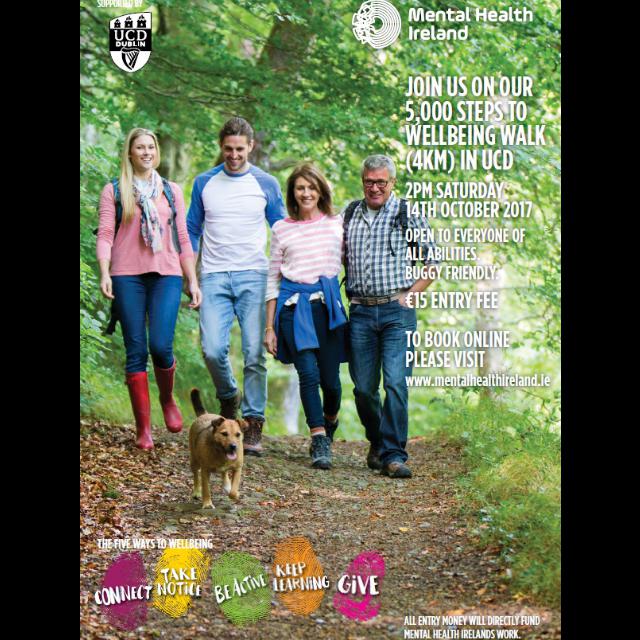 SUPPORTED BY
UCD
DUBLIN
Mental Health
Ireland
JOIN US ON OUR
5,000 STEPS TO
WELLBEING WALK
(4KM) IN UCD
2PM SATURDAY,
14TH OCTOBER 2017
OPEN TO EVERYONE OF
ALL ABILITIES.
BUGGY FRIENDLY.
€15 ENTRY FEE
TO BOOK ONLINE
PLEASE VISIT
www.mentalhealthireland.ie
THE FIVE WAYS TO WELLBEING
CONNECT
TAKE
NOTICE
BE ACTIVE
KEEP
LEARNING
GIVE
ALL ENTRY MONEY WILL DIRECTLY FUND
MENTAL HEALTH IRELANDS WORK.